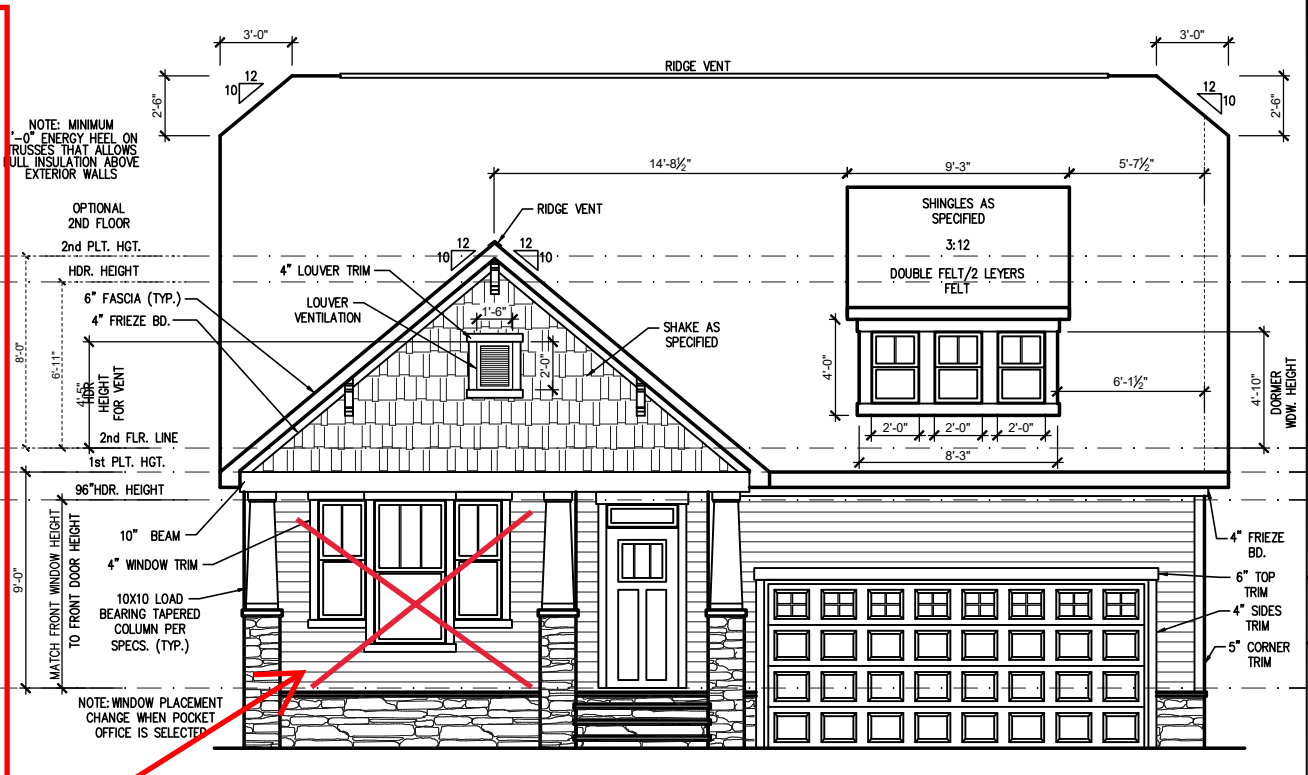 3'-0"
3'-0"
RIDGE VENT
12
10
12
10
2'-6"
2'-6"
NOTE: MINIMUM
'-0" ENERGY HEEL ON
TRUSSES THAT ALLOWS
FULL INSULATION ABOVE
EXTERIOR WALLS
14'-8½"
9'-3"
5'-7½"
OPTIONAL
2ND FLOOR
RIDGE VENT
SHINGLES AS
SPECIFIED
3:12
DOUBLE FELT/2 LEYERS
FELT
2nd PLT. HGT.
12
10
12
10
HDR. HEIGHT
4" LOUVER TRIM
6" FASCIA (TYP.)
4" FRIEZE BD.
LOUVER
VENTILATION
1'-6"
SHAKE AS
SPECIFIED
8'-0"
6'-11"
4'-5"
HDR
HEIGHT
FOR VENT
2'-0"
4'-0"
6'-1½"
4'-10"
DORMER
WDW. HEIGHT
2'-0"
2'-0"
2'-0"
8'-3"
2nd FLR. LINE
1st PLT. HGT.
96"HDR. HEIGHT
9'-0"
MATCH FRONT WINDOW HEIGHT
TO FRONT DOOR HEIGHT
10" BEAM
4" WINDOW TRIM
10X10 LOAD
BEARING TAPERED
COLUMN PER
SPECS. (TYP.)
4" FRIEZE
BD.
6" TOP
TRIM
4" SIDES
TRIM
5" CORNER
TRIM
NOTE: WINDOW PLACEMENT
CHANGE WHEN POCKET
OFFICE IS SELECTED